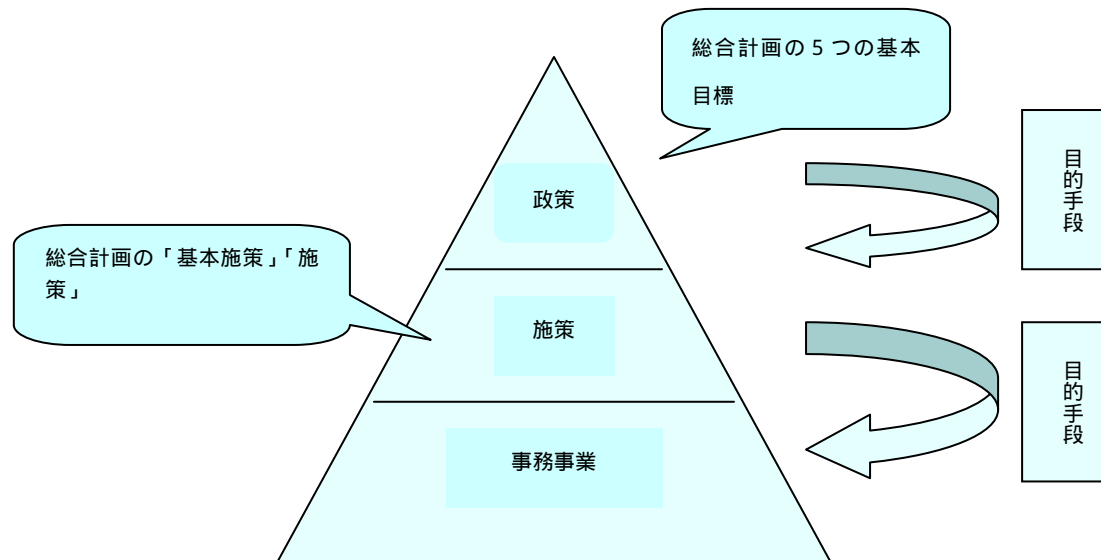 総合計画の5つの基本
目標
政策
目的手段
総合計画の「基本施策」「施
策」
施策
目的手段
事務事業